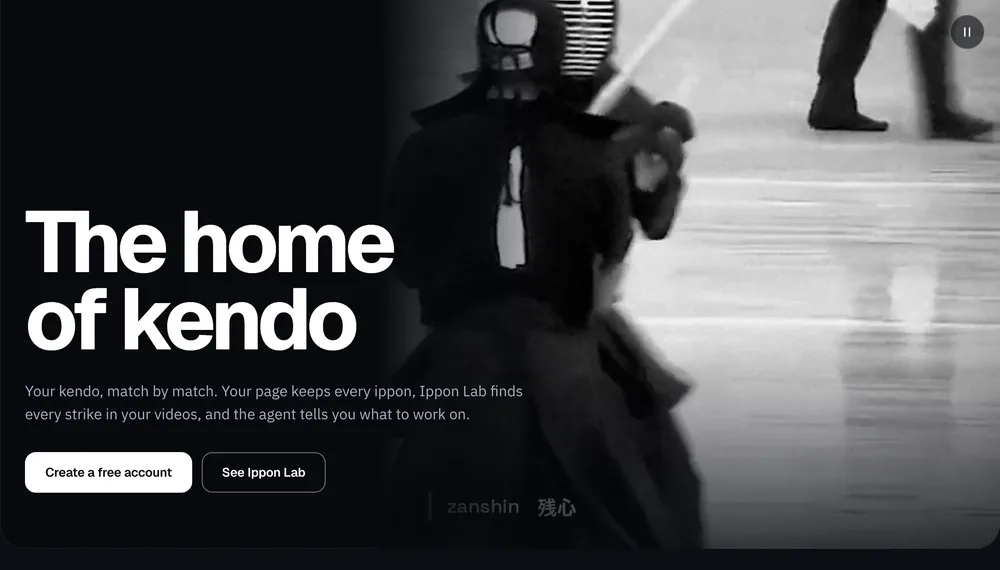 The home
of kendo
Your kendo, match by match. Your page keeps every ippon, Ippon Lab finds
every strike in your videos, and the agent tells you what to work on.
Create a free account
See Ippon Lab
zanshin 残心